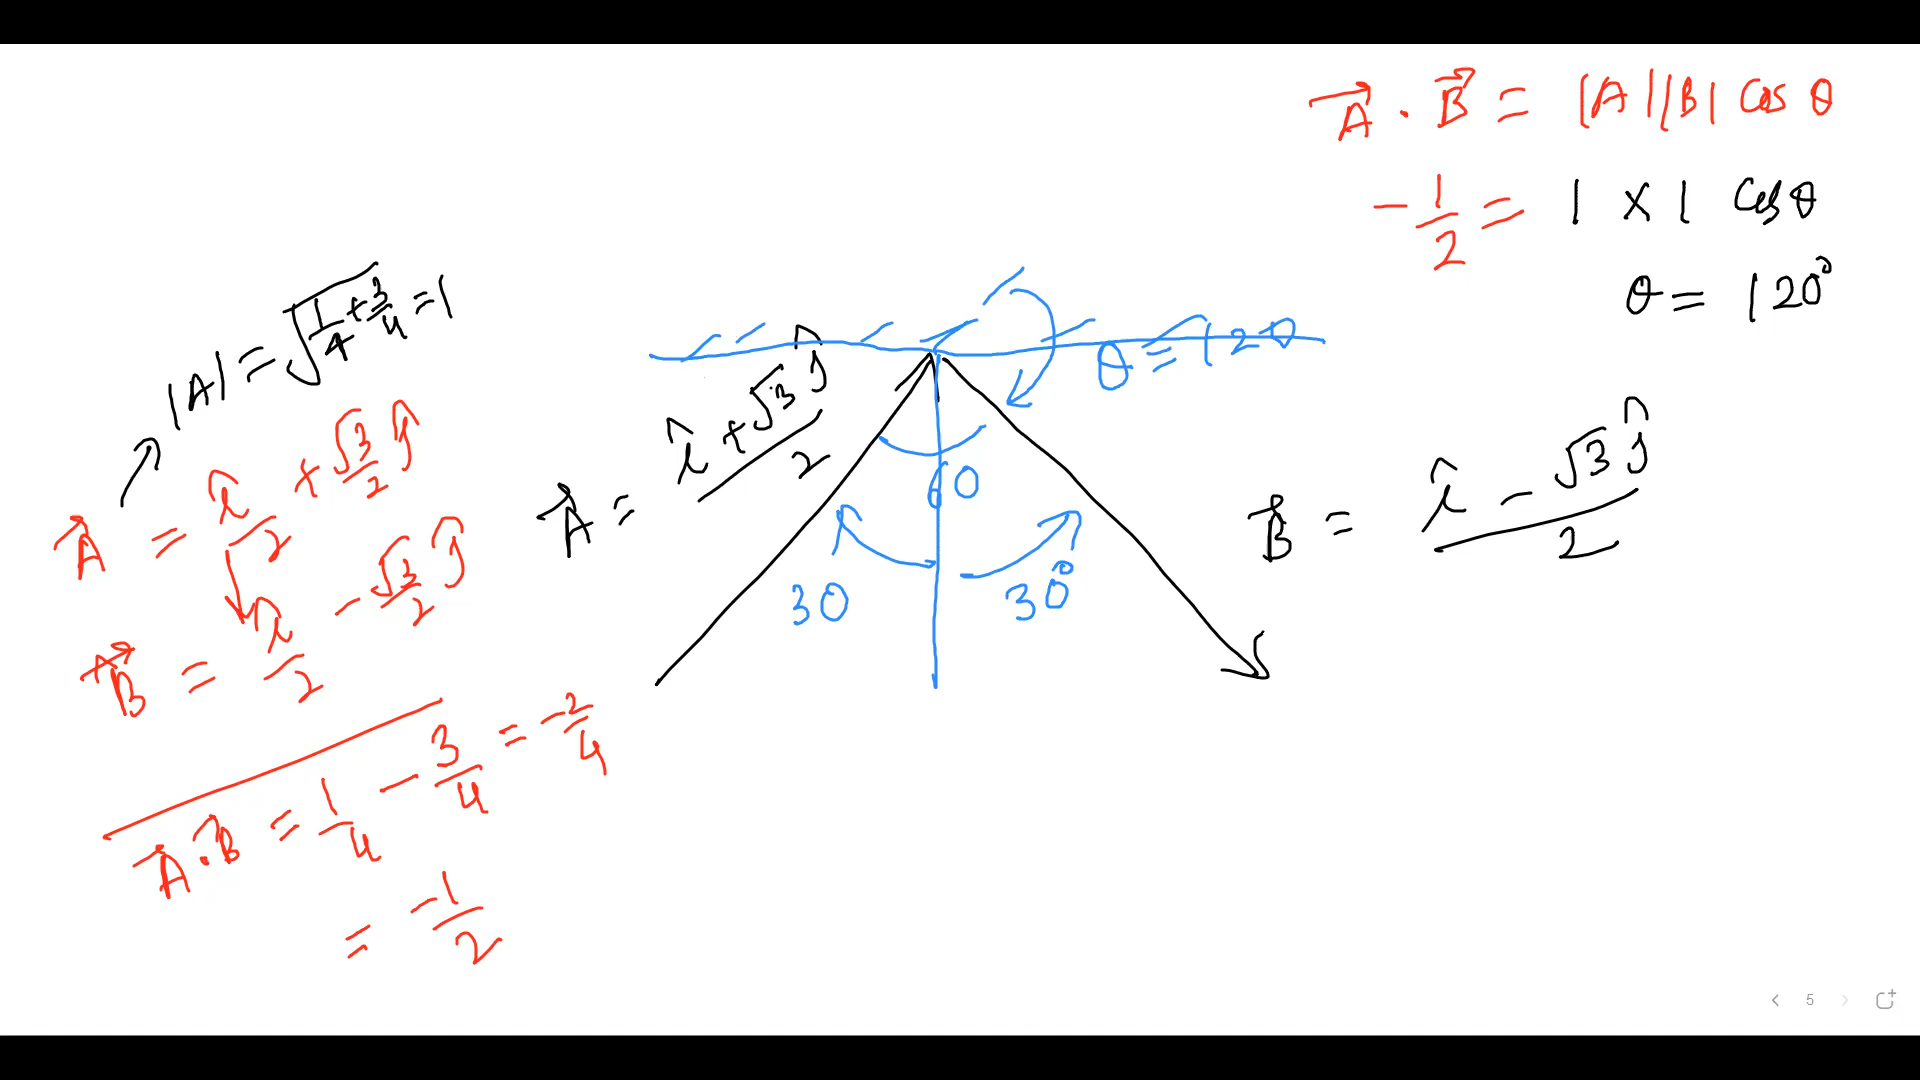 A⃗ . B⃗ = |A||B| Cos θ
-1/2 = 1 × 1 Cos θ
θ = 120°
|A| = √(1/4 + 3/4) = 1
A⃗ = î/2 + √3/2 ĵ
B⃗ = î/2 - √3/2 ĵ
A⃗ . B⃗ = 1/4 - 3/4 = -2/4
= -1/2
A⃗ = (î + √3 ĵ)/2
θ = 120
60
30
30°
B⃗ = (î - √3 ĵ)/2
5